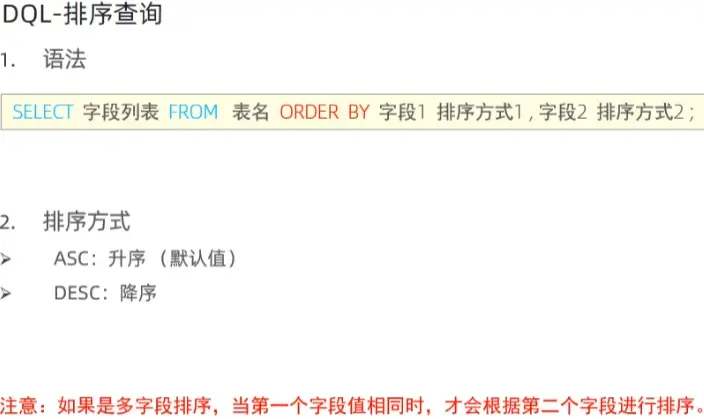 DQL-排序查询
1. 语法
SELECT 字段列表 FROM 表名 ORDER BY 字段1 排序方式1 , 字段2 排序方式2 ;
2. 排序方式
➢ ASC：升序（默认值）
➢ DESC：降序
注意：如果是多字段排序，当第一个字段值相同时，才会根据第二个字段进行排序。